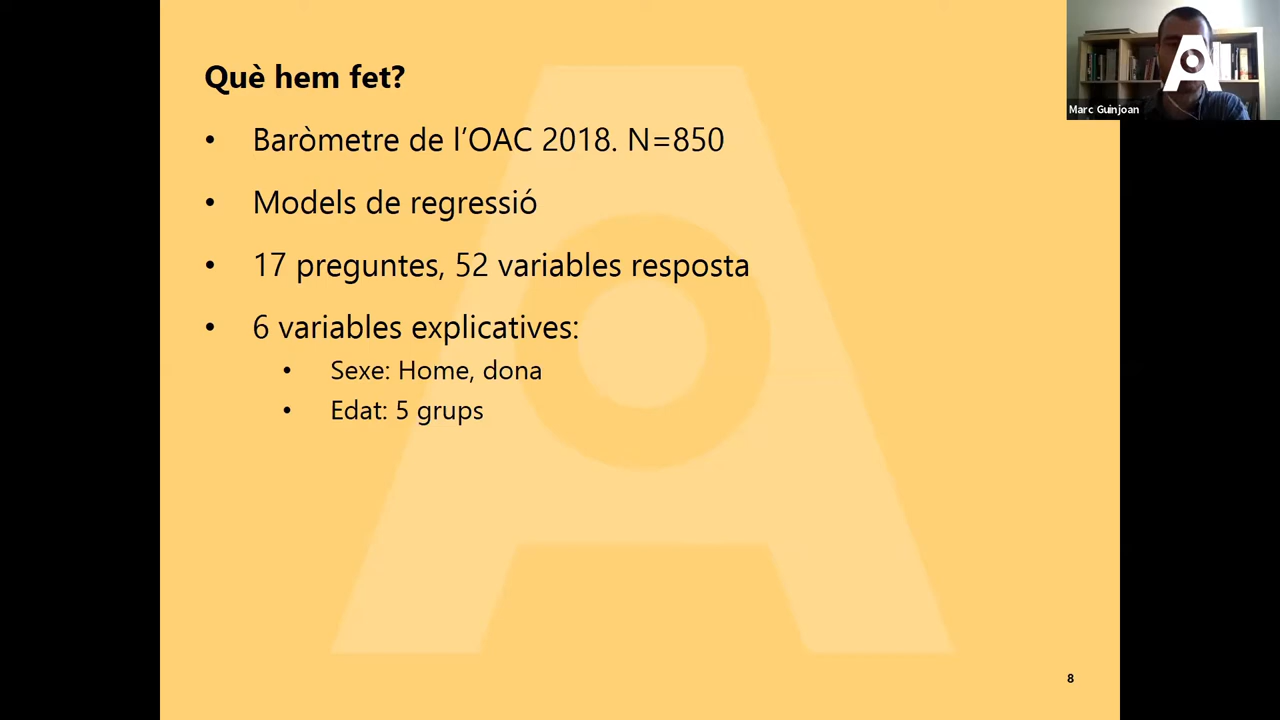 Què hem fet?
• Baròmetre de l’OAC 2018. N=850
• Models de regressió
• 17 preguntes, 52 variables resposta
• 6 variables explicatives:
• Sexe: Home, dona
• Edat: 5 grups
8
Marc Guinjoan